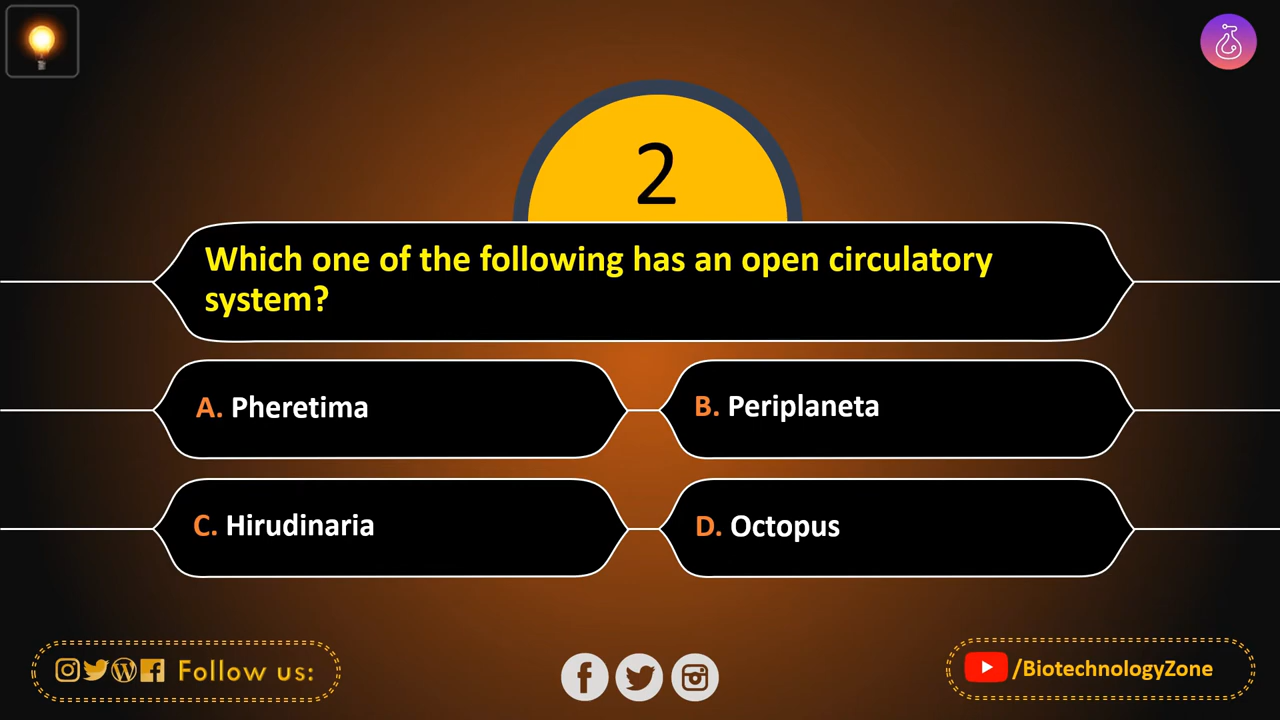 2
Which one of the following has an open circulatory
system?
A. Pheretima
B. Periplaneta
C. Hirudinaria
D. Octopus
Follow us:
/BiotechnologyZone